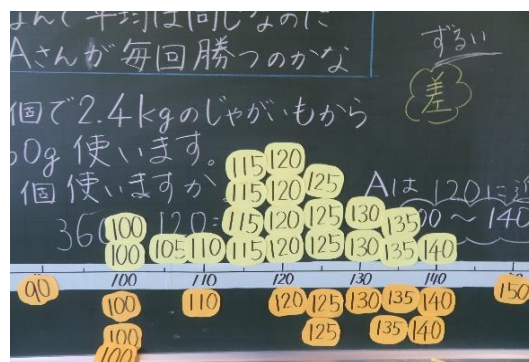 なんで平均は同じなのに
Aさんが毎回勝つのかな
ずるい
差
個で2.4kgのじゃがいもから
0g 使います。
個使いますか
Aは120に
36 120
00～140
115 120
115 120 125
100 115 120 125 130 135
100 105 110 115 120 125 130 135 140
100 110 120 130 140
90 100 110 120 125 130 135 140 150
100 125 135 140
100